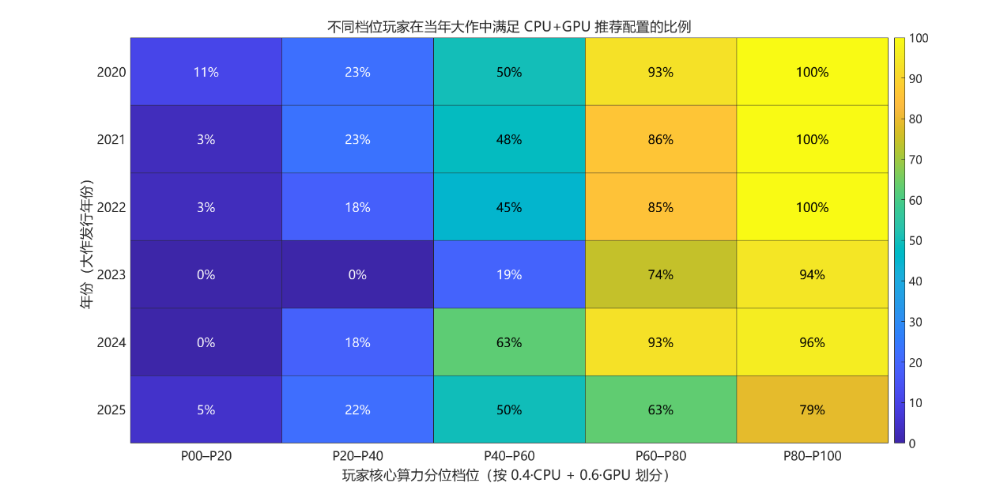 不同档位玩家在当年大作中满足 CPU+GPU 推荐配置的比例
年份（大作发行年份）
2020 11% 23% 50% 93% 100%
2021 3% 23% 48% 86% 100%
2022 3% 18% 45% 85% 100%
2023 0% 0% 19% 74% 94%
2024 0% 18% 63% 93% 96%
2025 5% 22% 50% 63% 79%
P00–P20 P20–P40 P40–P60 P60–P80 P80–P100
玩家核心算力分位档位（按 0.4·CPU + 0.6·GPU 划分）
100
90
80
70
60
50
40
30
20
10
0